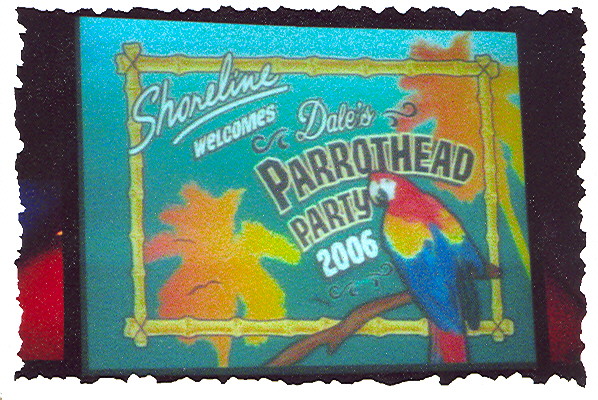 Shoreline
WELCOMES
Dale's
PARROTHEAD
PARTY
2006